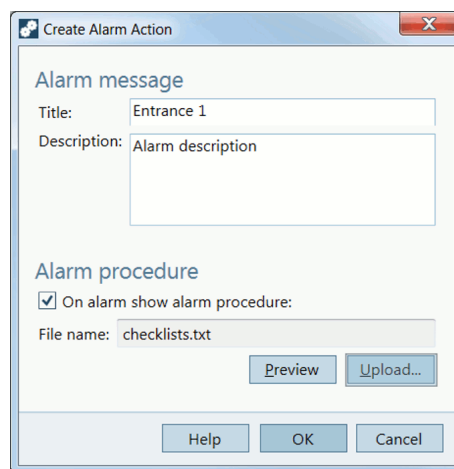 Create Alarm Action
Alarm message
Title: Entrance 1
Description: Alarm description
Alarm procedure
On alarm show alarm procedure:
File name: checklists.txt
Preview Upload...
Help OK Cancel